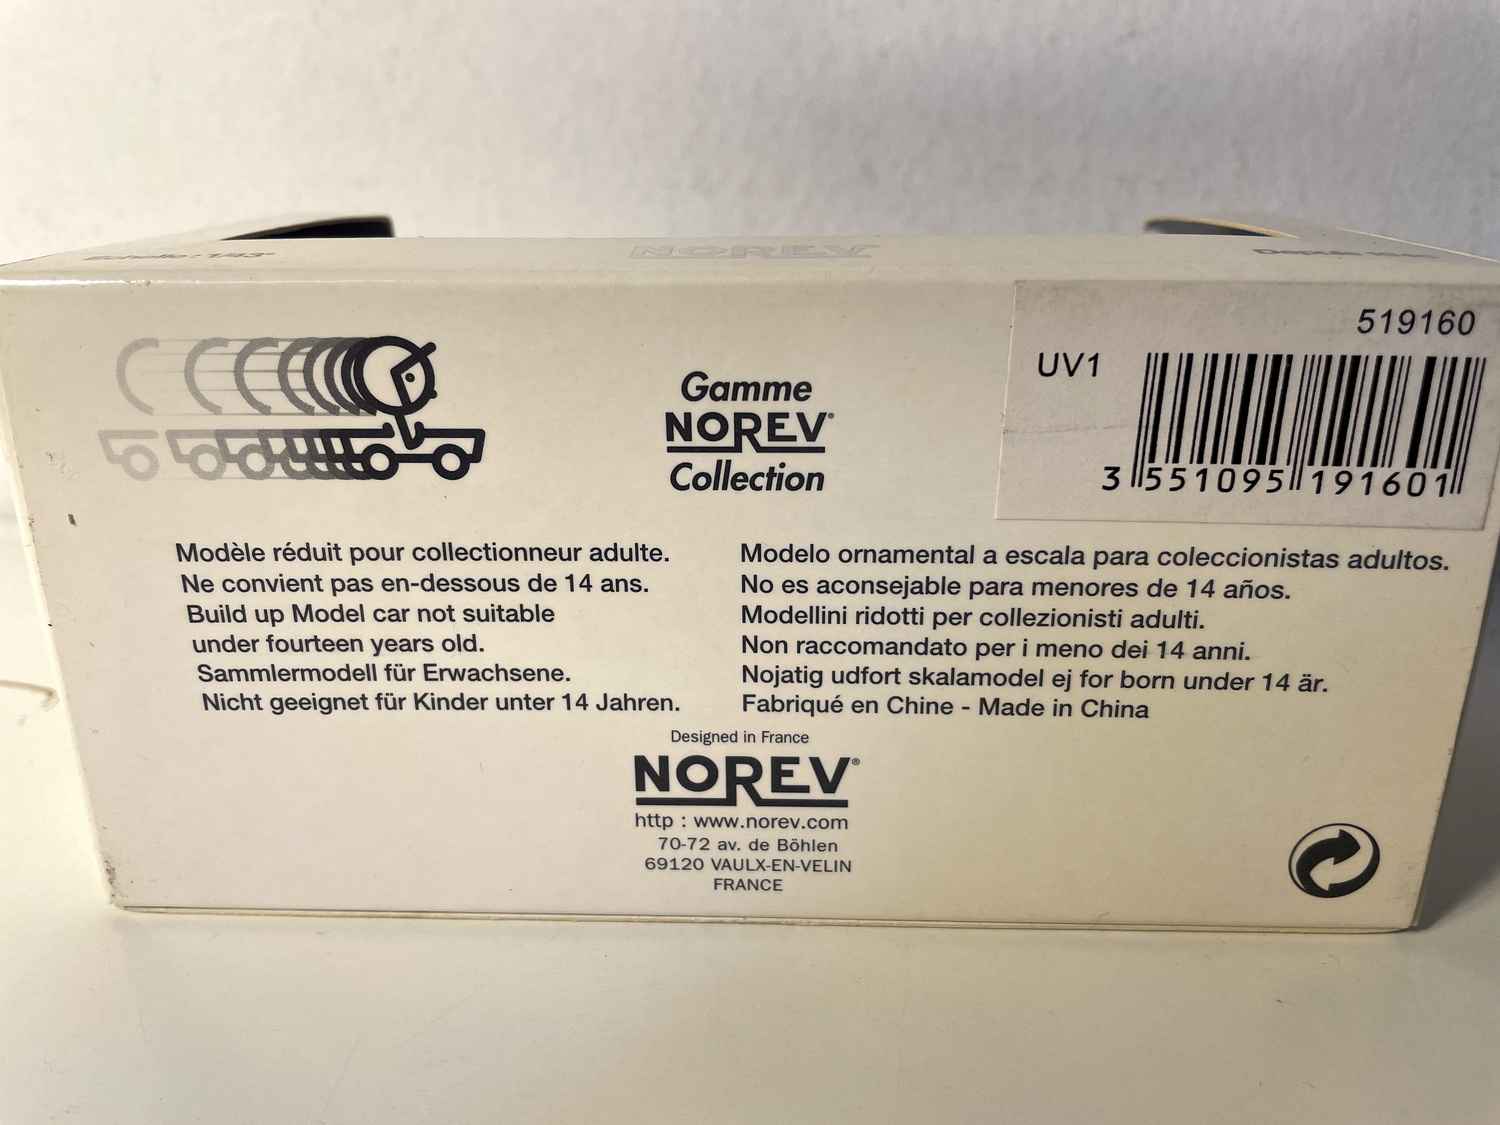 Echelle : 1/43e
NOREV
519160
UV1
3 551095 191601
Gamme
NOREV®
Collection
Modèle réduit pour collectionneur adulte.
Ne convient pas en-dessous de 14 ans.
Build up Model car not suitable
under fourteen years old.
Sammlermodell für Erwachsene.
Nicht geeignet für Kinder unter 14 Jahren.
Modelo ornamental a escala para coleccionistas adultos.
No es aconsejable para menores de 14 años.
Modellini ridotti per collezionisti adulti.
Non raccomandato per i meno dei 14 anni.
Nojatig udfort skalamodel ej for born under 14 är.
Fabriqué en Chine - Made in China
Designed in France
NOREV®
http : www.norev.com
70-72 av. de Böhlen
69120 VAULX-EN-VELIN
FRANCE